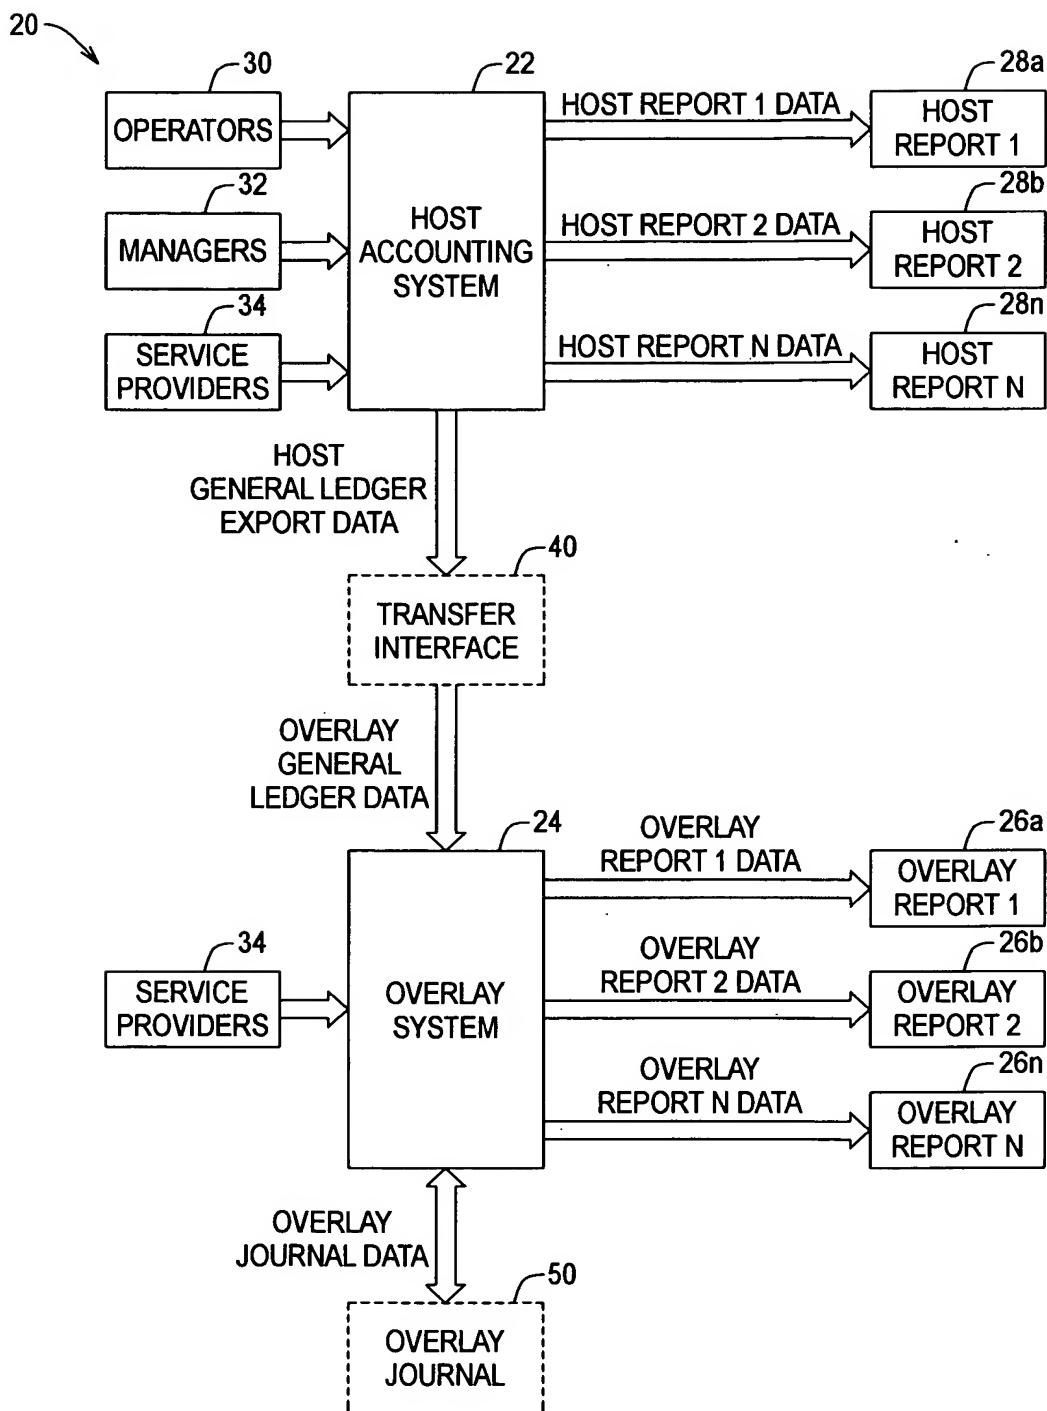 20
30
22
28a
OPERATORS
HOST REPORT 1 DATA
HOST
REPORT 1
32
28b
MANAGERS
HOST
ACCOUNTING
SYSTEM
HOST REPORT 2 DATA
HOST
REPORT 2
34
28n
SERVICE
PROVIDERS
HOST REPORT N DATA
HOST
REPORT N
HOST
GENERAL LEDGER
EXPORT DATA
40
TRANSFER
INTERFACE
OVERLAY
GENERAL
LEDGER DATA
24
OVERLAY
REPORT 1 DATA
26a
OVERLAY
REPORT 1
34
SERVICE
PROVIDERS
OVERLAY
SYSTEM
OVERLAY
REPORT 2 DATA
26b
OVERLAY
REPORT 2
OVERLAY
REPORT N DATA
26n
OVERLAY
REPORT N
OVERLAY
JOURNAL DATA
50
OVERLAY
JOURNAL